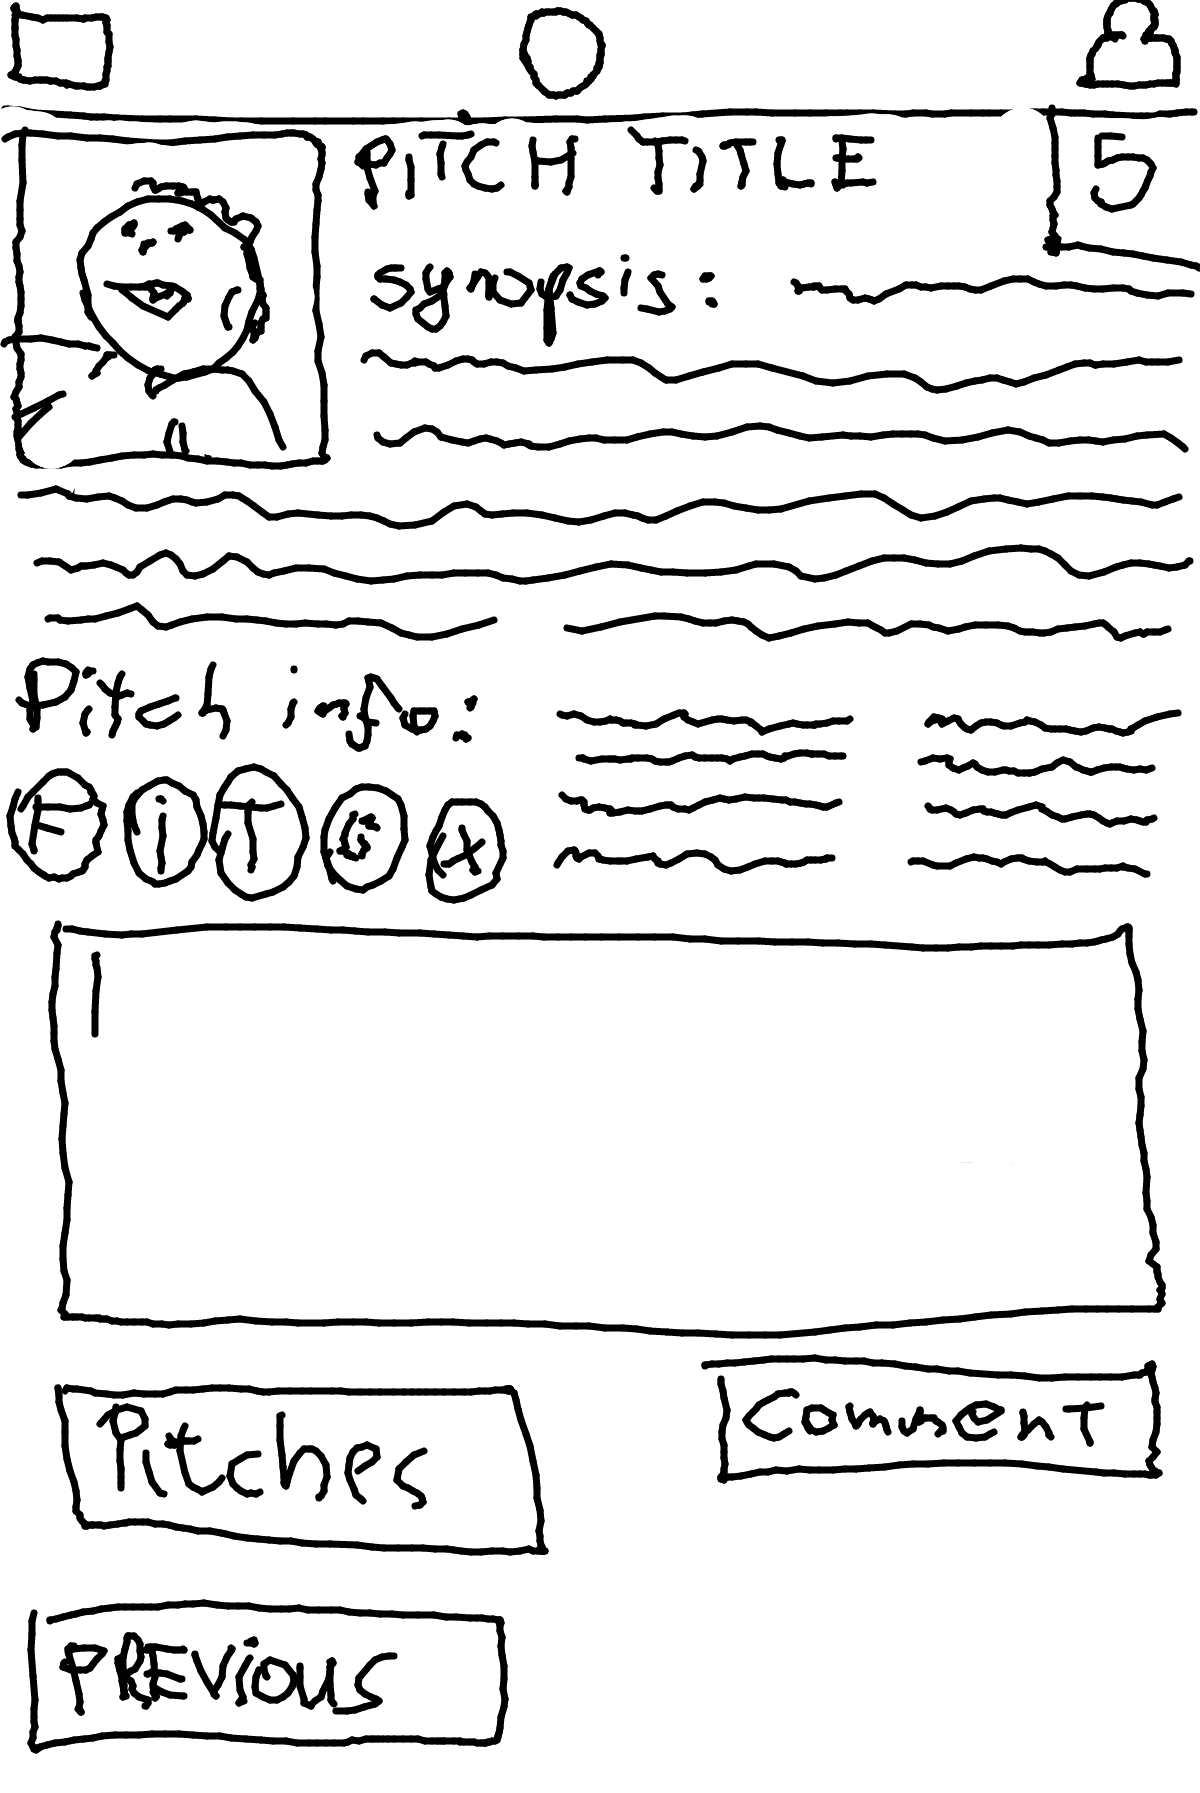 PiTCH TiTLE
5
synopsis:
Pitch info:
F i T G X
Pitches
Comment
PREViOUS